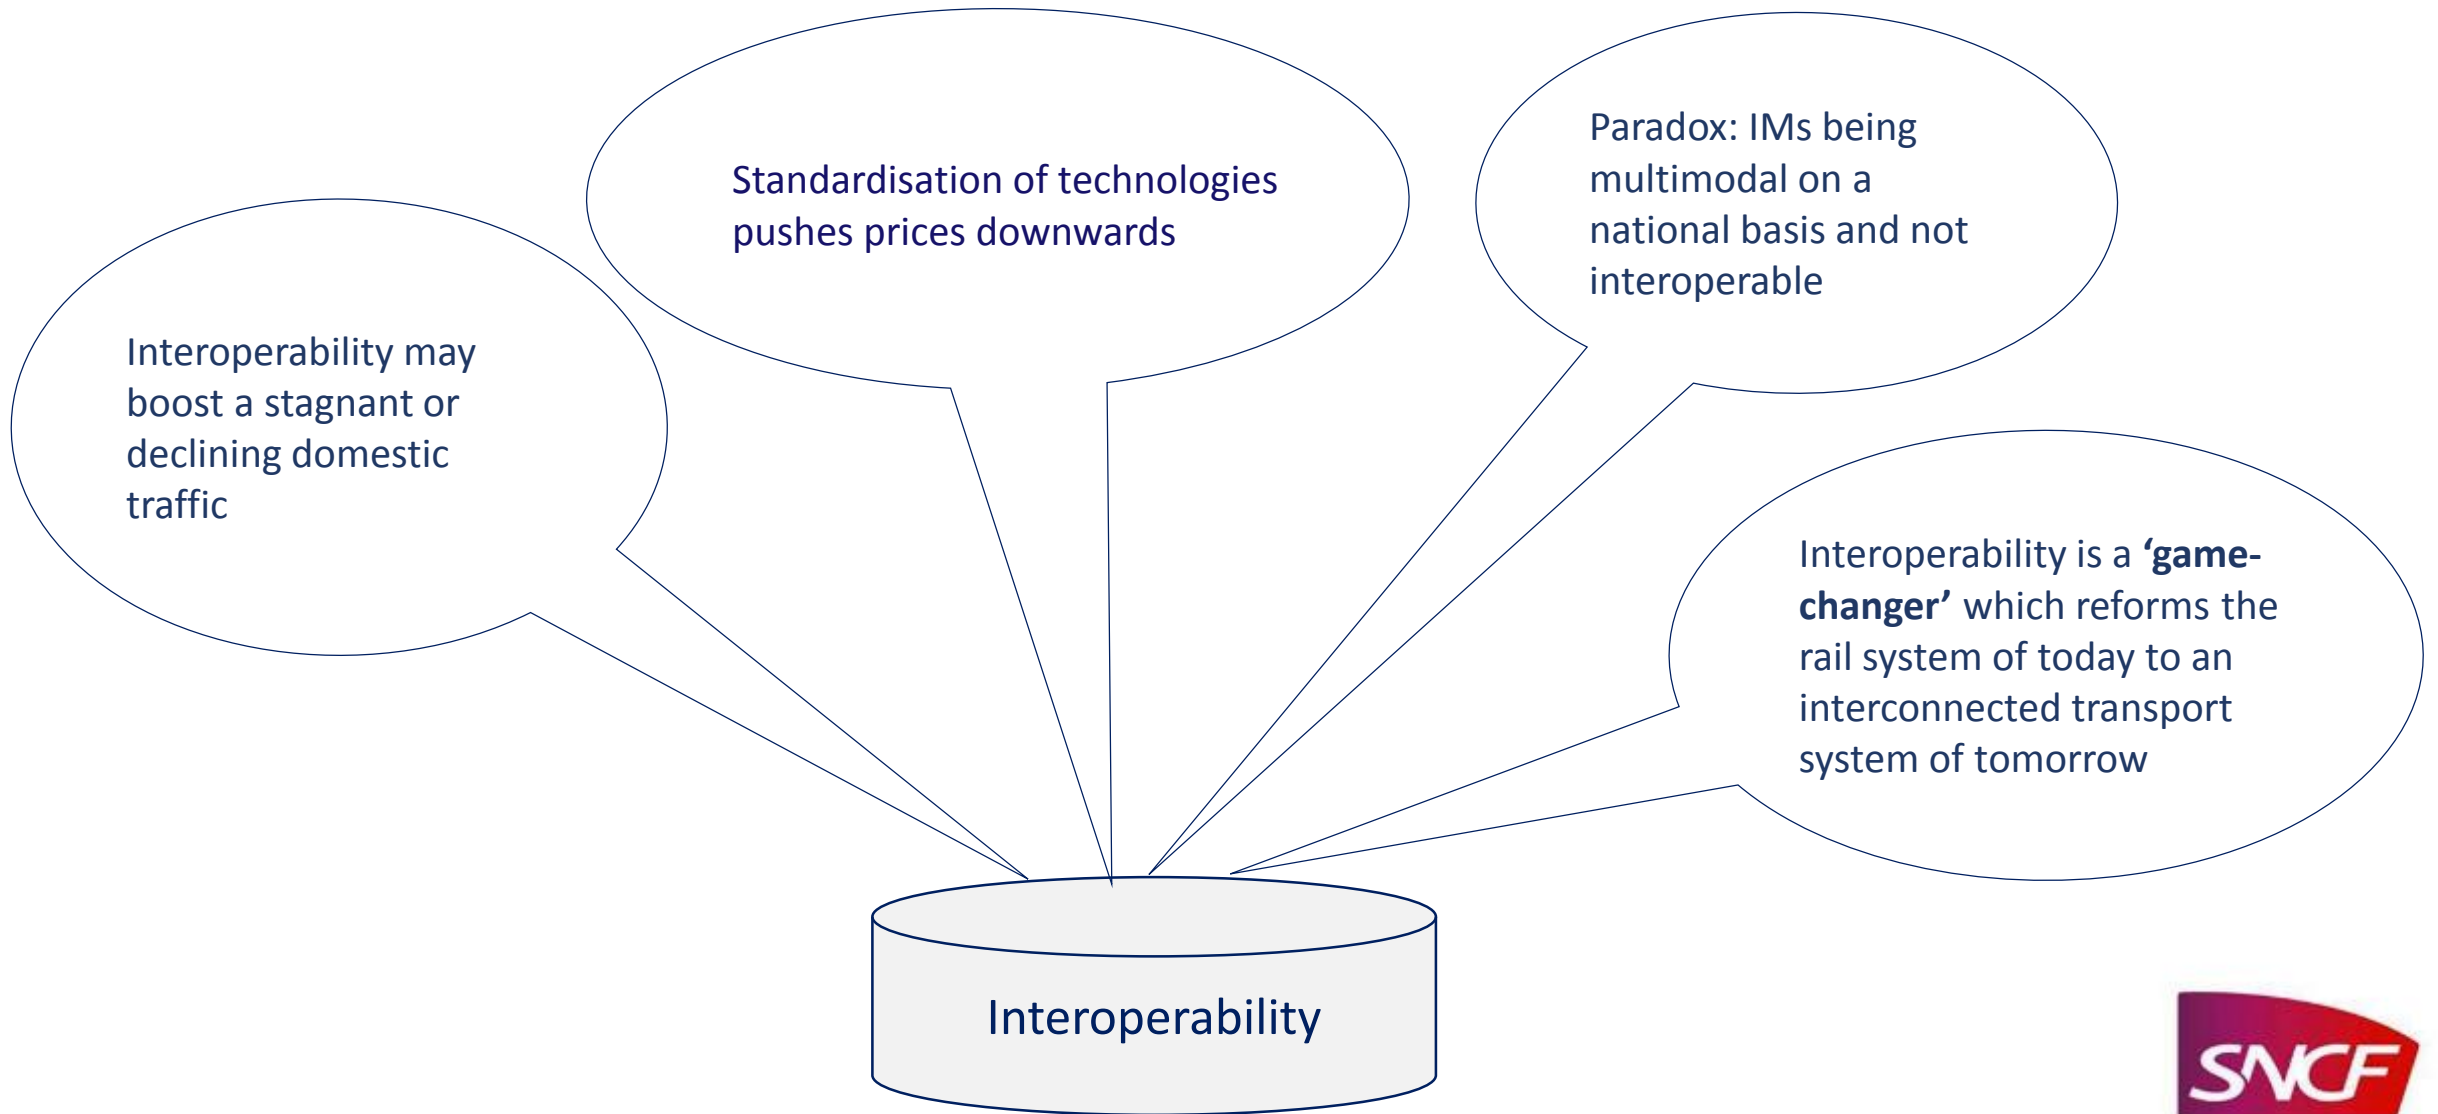 Interoperability may
boost a stagnant or
declining domestic
traffic
Standardisation of technologies
pushes prices downwards
Paradox: IMs being
multimodal on a
national basis and not
interoperable
Interoperability is a ‘game-
changer’ which reforms the
rail system of today to an
interconnected transport
system of tomorrow
Interoperability
SNCF